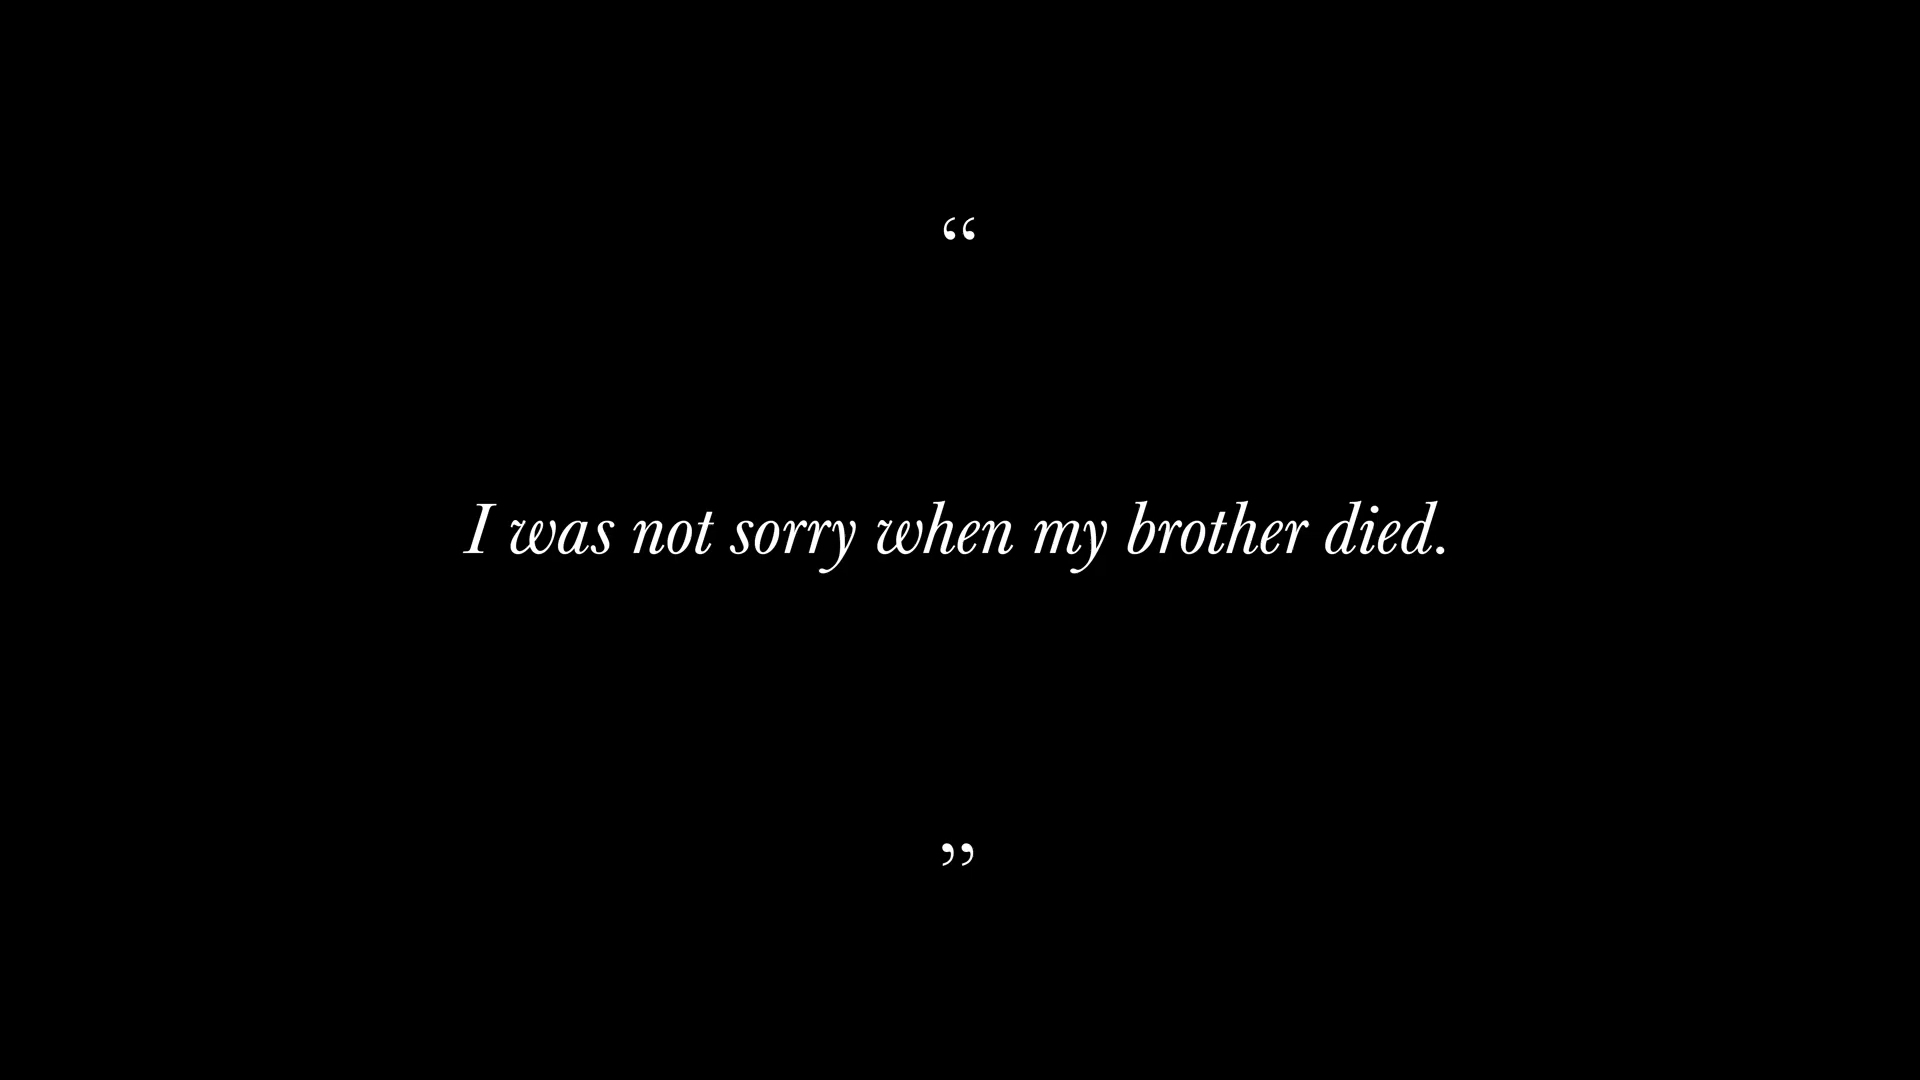 “
I was not sorry when my brother died.
”